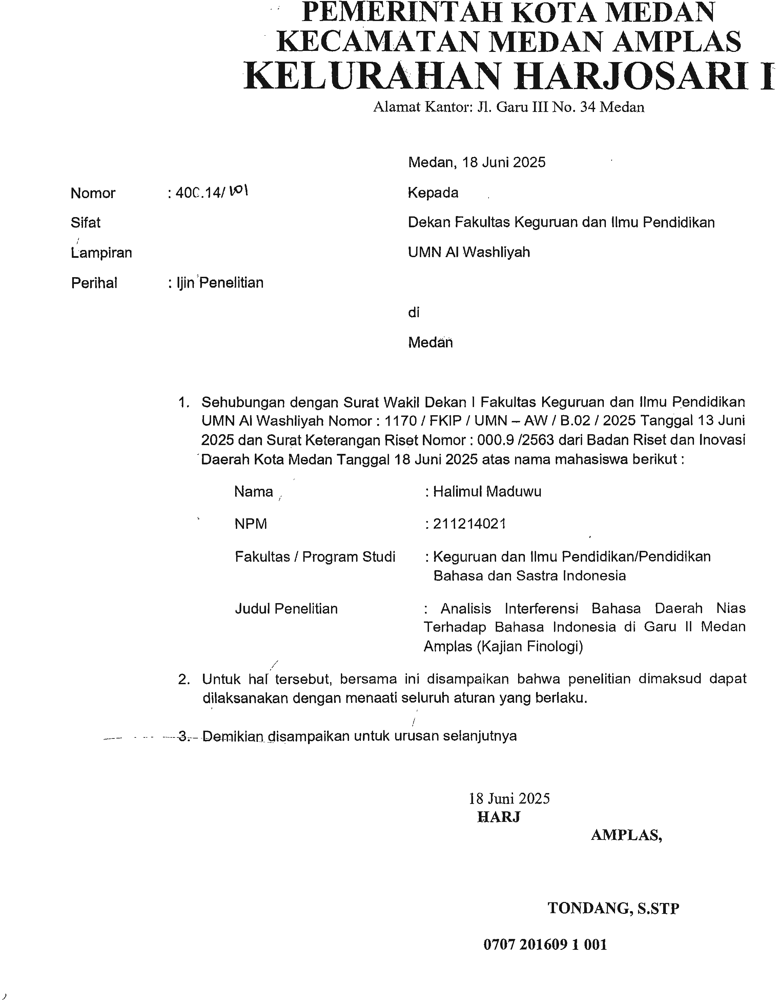 PEMERINTAH KOTA MEDAN
KECAMATAN MEDAN AMPLAS
KELURAHAN HARJOSARI I
Alamat Kantor: Jl. Garu III No. 34 Medan
Medan, 18 Juni 2025
Nomor : 400.14/ 101
Kepada
Sifat
Dekan Fakultas Keguruan dan Ilmu Pendidikan
Lampiran
UMN Al Washliyah
Perihal : Ijin Penelitian
di
Medan
1. Sehubungan dengan Surat Wakil Dekan I Fakultas Keguruan dan Ilmu Pendidikan
UMN Al Washliyah Nomor : 1170 / FKIP / UMN – AW / B.02 / 2025 Tanggal 13 Juni
2025 dan Surat Keterangan Riset Nomor : 000.9 /2563 dari Badan Riset dan Inovasi
Daerah Kota Medan Tanggal 18 Juni 2025 atas nama mahasiswa berikut :
Nama : Halimul Maduwu
NPM : 211214021
Fakultas / Program Studi : Keguruan dan Ilmu Pendidikan/Pendidikan
Bahasa dan Sastra Indonesia
Judul Penelitian : Analisis Interferensi Bahasa Daerah Nias
Terhadap Bahasa Indonesia di Garu II Medan
Amplas (Kajian Finologi)
2. Untuk hal tersebut, bersama ini disampaikan bahwa penelitian dimaksud dapat
dilaksanakan dengan menaati seluruh aturan yang berlaku.
3. Demikian disampaikan untuk urusan selanjutnya
18 Juni 2025
HARJ
AMPLAS,
TONDANG, S.STP
0707 201609 1 001